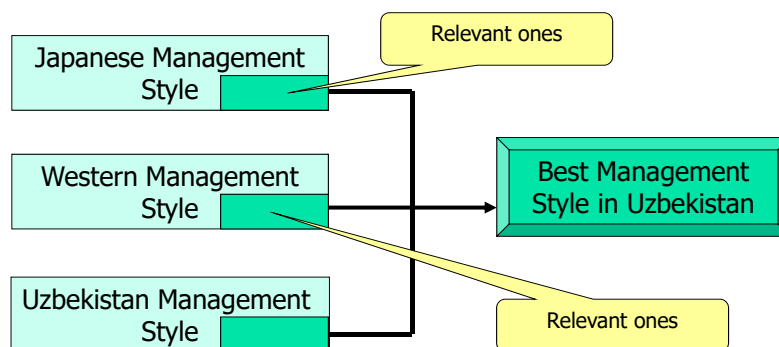 Relevant ones
Japanese Management
Style
Western Management
Style
Best Management
Style in Uzbekistan
Uzbekistan Management
Style
Relevant ones